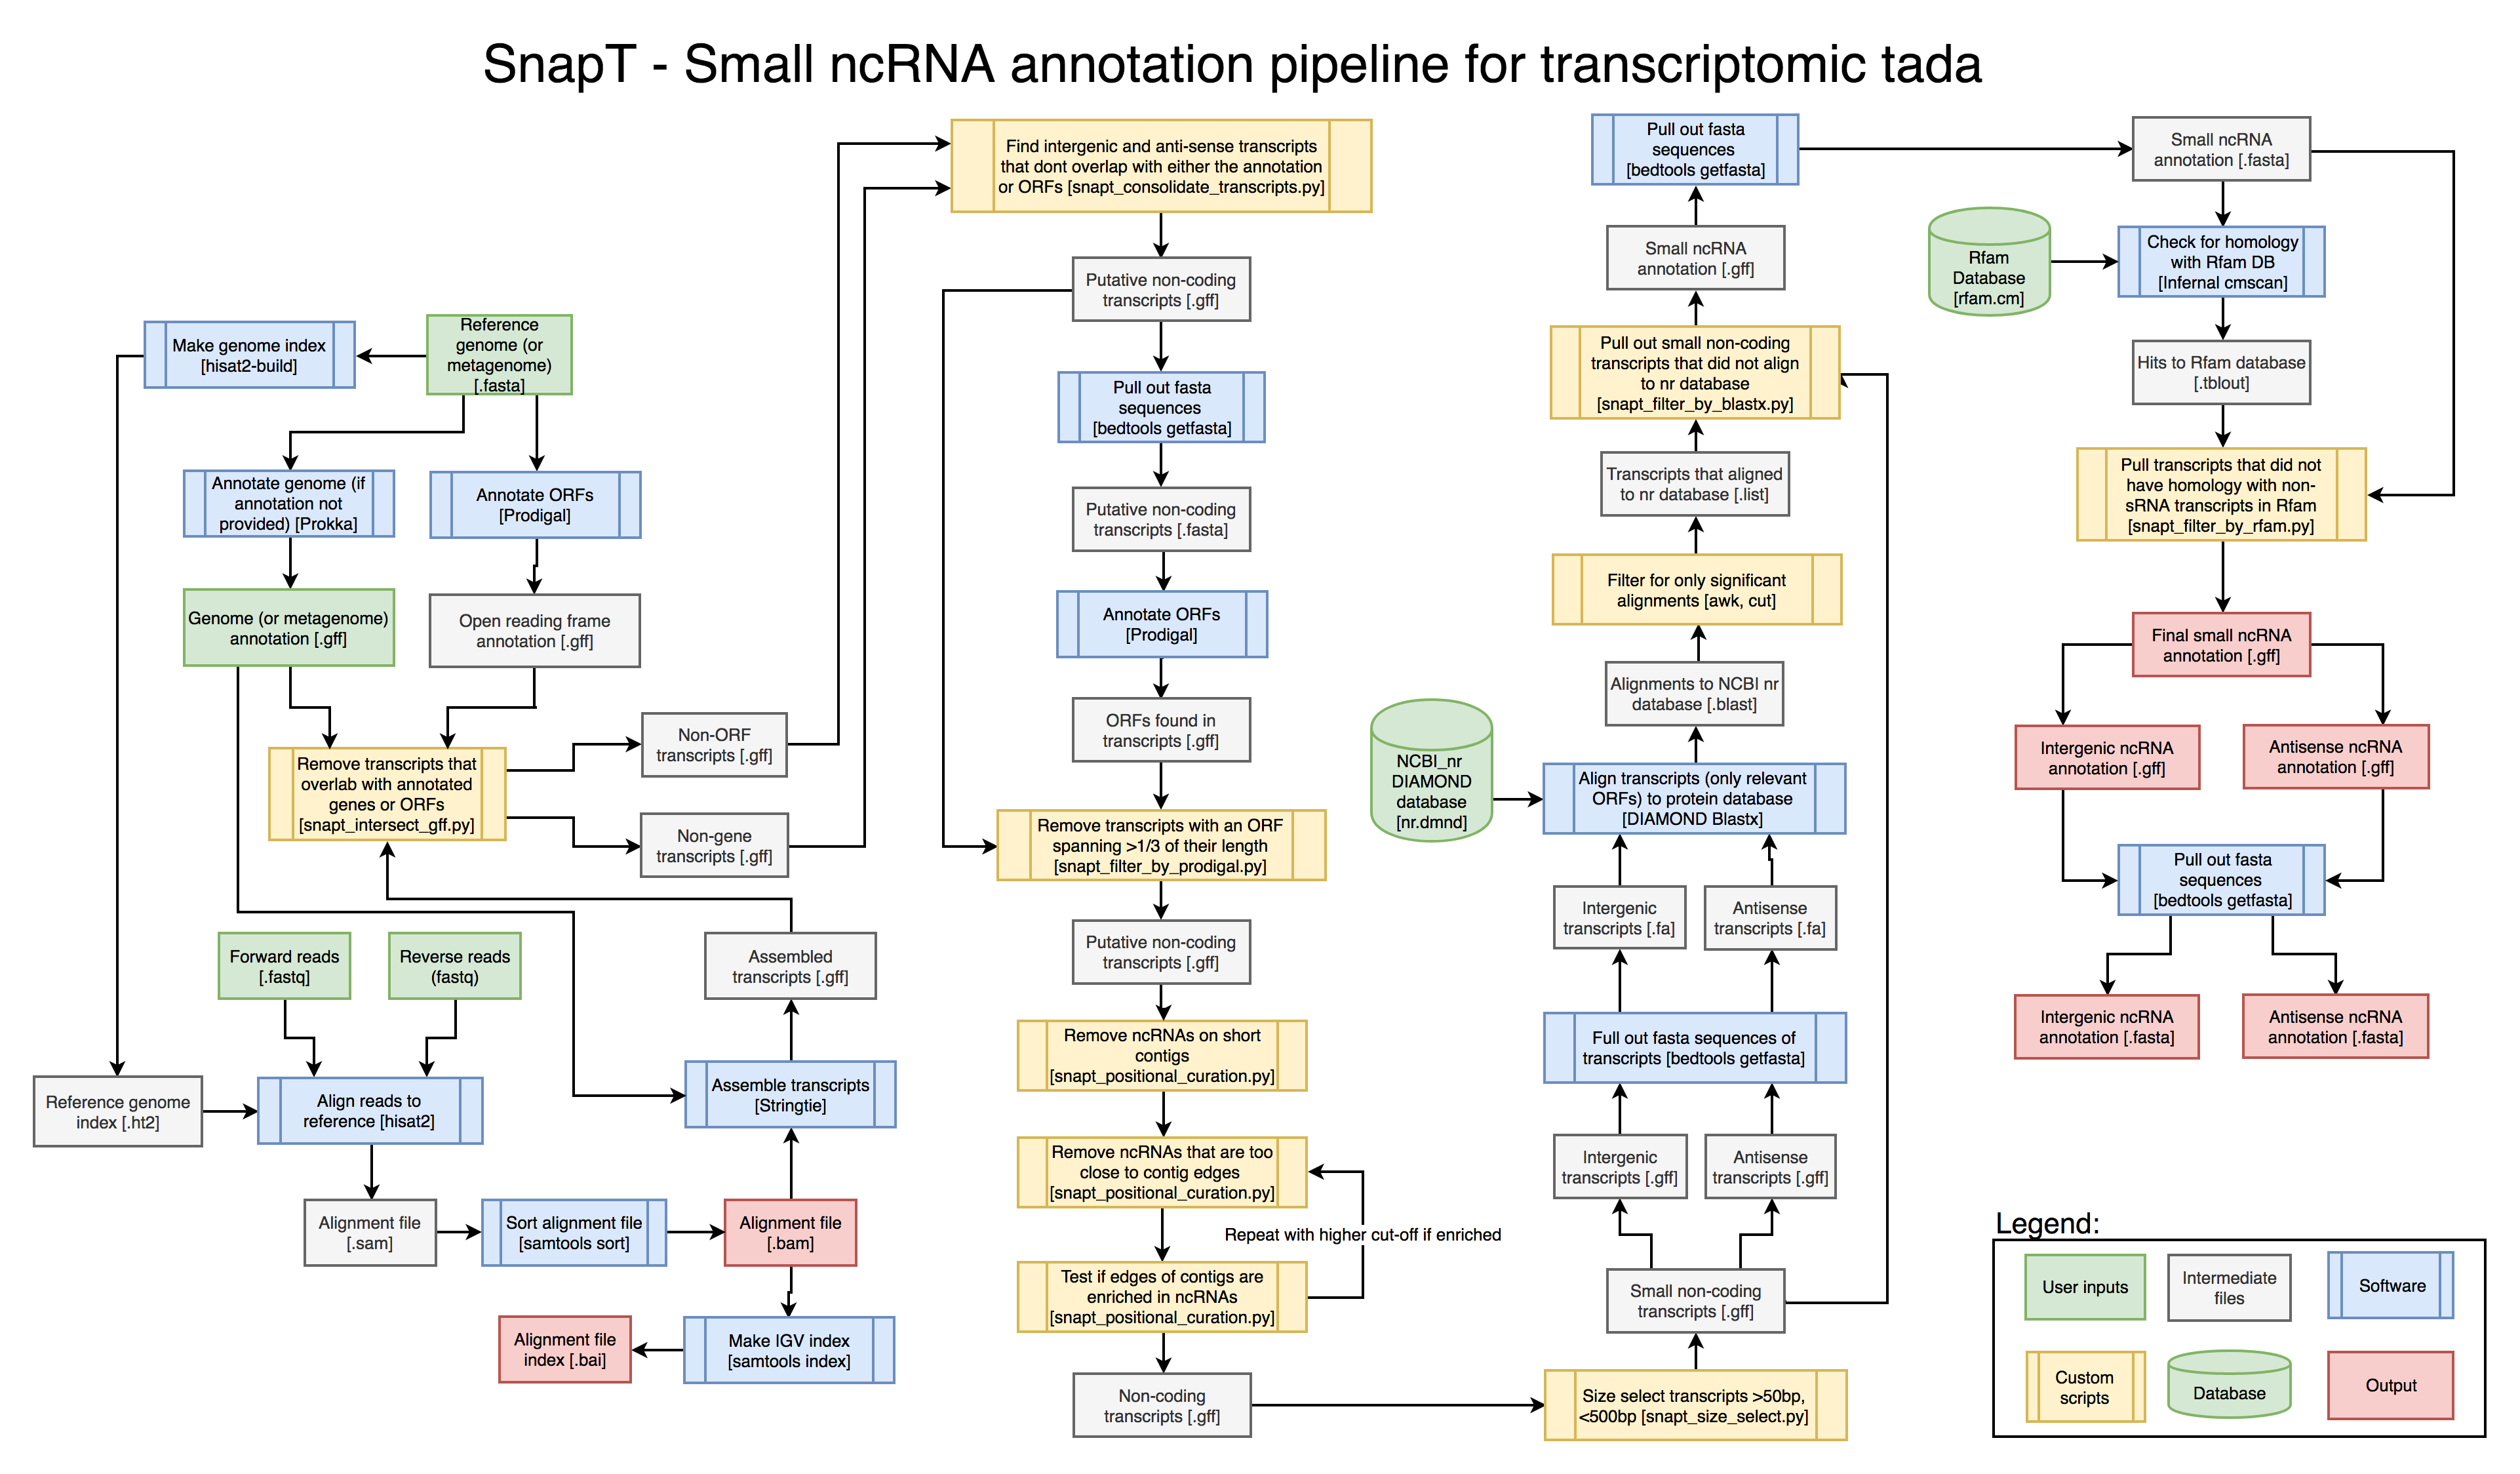 SnapT - Small ncRNA annotation pipeline for transcriptomic tada
Make genome index
[hisat2-build]
Reference
genome (or
metagenome)
[.fasta]
Annotate genome (if
annotation not
provided) [Prokka]
Annotate ORFs
[Prodigal]
Genome (or metagenome)
annotation [.gff]
Open reading frame
annotation [.gff]
Remove transcripts that
overlab with annotated
genes or ORFs
[snapt_intersect_gff.py]
Non-ORF
transcripts [.gff]
Non-gene
transcripts [.gff]
Forward reads
[.fastq]
Reverse reads
(fastq)
Assembled
transcripts [.gff]
Reference genome
index [.ht2]
Align reads to
reference [hisat2]
Assemble transcripts
[Stringtie]
Alignment file
[.sam]
Sort alignment file
[samtools sort]
Alignment file
[.bam]
Alignment file
index [.bai]
Make IGV index
[samtools index]
Find intergenic and anti-sense transcripts
that dont overlap with either the annotation
or ORFs [snapt_consolidate_transcripts.py]
Putative non-coding
transcripts [.gff]
Pull out fasta
sequences
[bedtools getfasta]
Putative non-coding
transcripts [.fasta]
Annotate ORFs
[Prodigal]
ORFs found in
transcripts [.gff]
Remove transcripts with an ORF
spanning >1/3 of their length
[snapt_filter_by_prodigal.py]
Putative non-coding
transcripts [.gff]
Remove ncRNAs on short
contigs
[snapt_positional_curation.py]
Remove ncRNAs that are too
close to contig edges
[snapt_positional_curation.py]
Repeat with higher cut-off if enriched
Test if edges of contigs are
enriched in ncRNAs
[snapt_positional_curation.py]
Non-coding
transcripts [.gff]
Pull out fasta
sequences
[bedtools getfasta]
Small ncRNA
annotation [.gff]
Pull out small non-coding
transcripts that did not align
to nr database
[snapt_filter_by_blastx.py]
Transcripts that aligned
to nr database [.list]
Filter for only significant
alignments [awk, cut]
Alignments to NCBI nr
database [.blast]
NCBI_nr
DIAMOND
database
[nr.dmnd]
Align transcripts (only relevant
ORFs) to protein database
[DIAMOND Blastx]
Intergenic
transcripts [.fa]
Antisense
transcripts [.fa]
Full out fasta sequences of
transcripts [bedtools getfasta]
Intergenic
transcripts [.gff]
Antisense
transcripts [.gff]
Small non-coding
transcripts [.gff]
Size select transcripts >50bp,
<500bp [snapt_size_select.py]
Small ncRNA
annotation [.fasta]
Rfam
Database
[rfam.cm]
Check for homology
with Rfam DB
[Infernal cmscan]
Hits to Rfam database
[.tblout]
Pull transcripts that did not
have homology with non-
sRNA transcripts in Rfam
[snapt_filter_by_rfam.py]
Final small ncRNA
annotation [.gff]
Intergenic ncRNA
annotation [.gff]
Antisense ncRNA
annotation [.gff]
Pull out fasta
sequences
[bedtools getfasta]
Intergenic ncRNA
annotation [.fasta]
Antisense ncRNA
annotation [.fasta]
Legend:
User inputs
Intermediate
files
Software
Custom
scripts
Database
Output